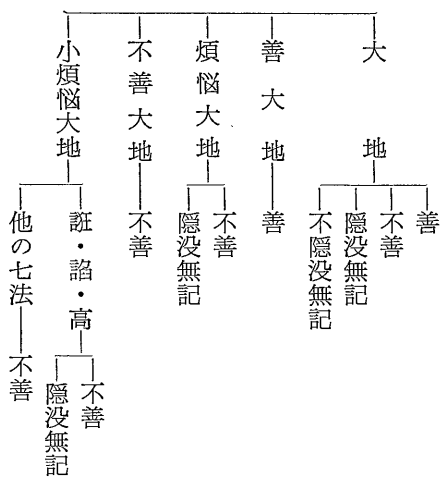 大地
善
不善
隠没無記
不隠没無記
善大地
善
煩悩大地
不善
隠没無記
不善大地
不善
小煩悩大地
誑・諂・高
不善
隠没無記
他の七法
不善